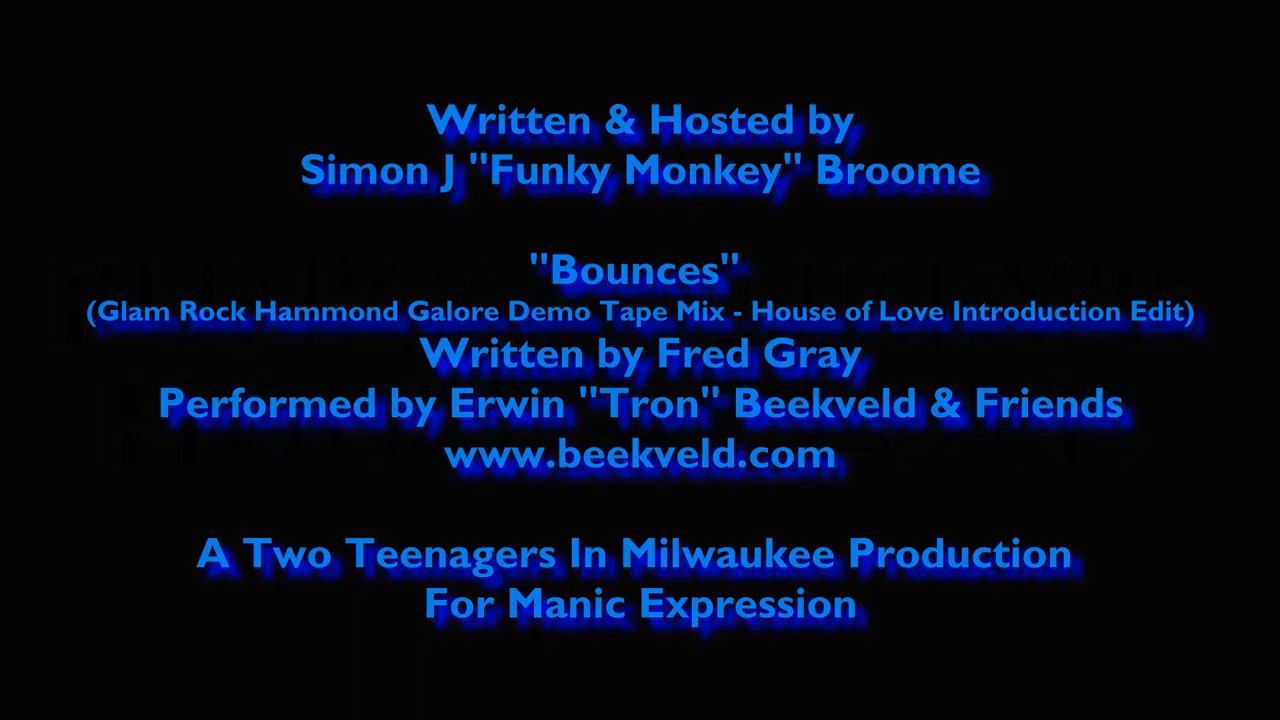 Written & Hosted by
Simon J "Funky Monkey" Broome
"Bounces"
(Glam Rock Hammond Galore Demo Tape Mix - House of Love Introduction Edit)
Written by Fred Gray
Performed by Erwin "Tron" Beekveld & Friends
www.beekveld.com
A Two Teenagers In Milwaukee Production
For Manic Expression